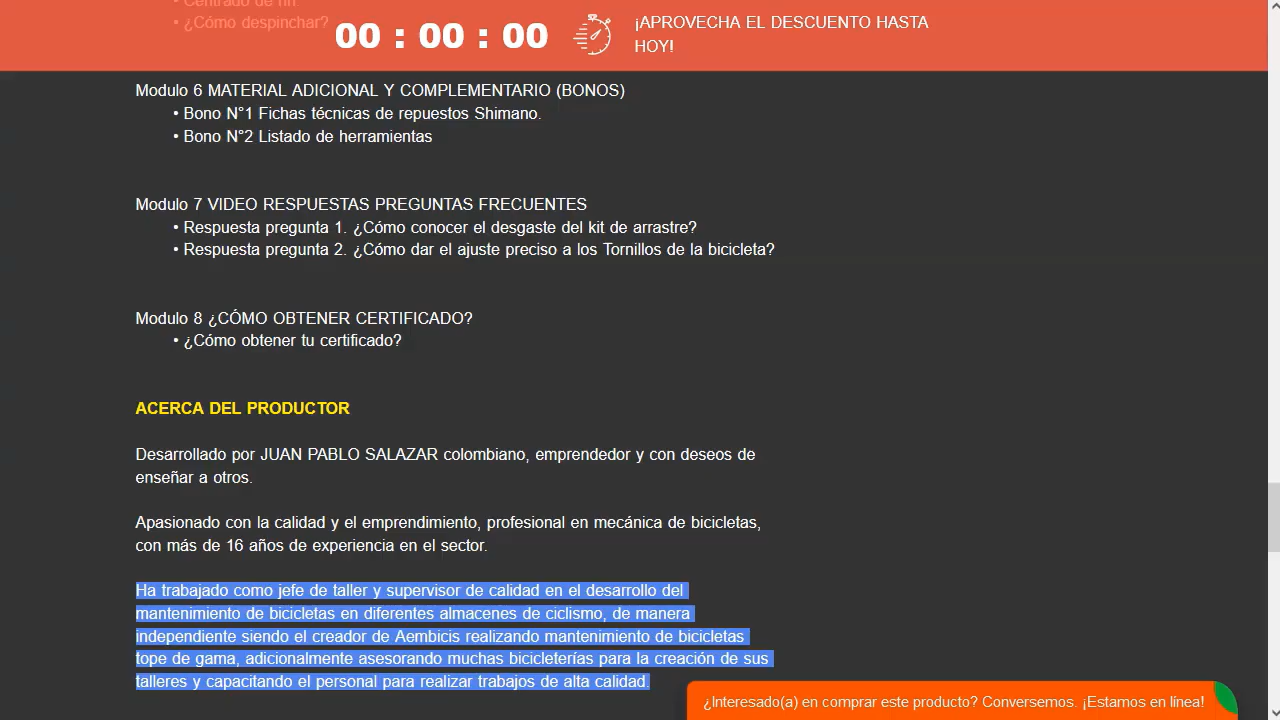 Centrado de rin
• ¿Cómo despinchar?
00 : 00 : 00
¡APROVECHA EL DESCUENTO HASTA
HOY!
Modulo 6 MATERIAL ADICIONAL Y COMPLEMENTARIO (BONOS)
• Bono N°1 Fichas técnicas de repuestos Shimano.
• Bono N°2 Listado de herramientas
Modulo 7 VIDEO RESPUESTAS PREGUNTAS FRECUENTES
• Respuesta pregunta 1. ¿Cómo conocer el desgaste del kit de arrastre?
• Respuesta pregunta 2. ¿Cómo dar el ajuste preciso a los Tornillos de la bicicleta?
Modulo 8 ¿CÓMO OBTENER CERTIFICADO?
• ¿Cómo obtener tu certificado?
ACERCA DEL PRODUCTOR
Desarrollado por JUAN PABLO SALAZAR colombiano, emprendedor y con deseos de
enseñar a otros.
Apasionado con la calidad y el emprendimiento, profesional en mecánica de bicicletas,
con más de 16 años de experiencia en el sector.
Ha trabajado como jefe de taller y supervisor de calidad en el desarrollo del
mantenimiento de bicicletas en diferentes almacenes de ciclismo, de manera
independiente siendo el creador de Aembicis realizando mantenimiento de bicicletas
tope de gama, adicionalmente asesorando muchas bicicleterías para la creación de sus
talleres y capacitando el personal para realizar trabajos de alta calidad.
¿Interesado(a) en comprar este producto? Conversemos. ¡Estamos en línea!